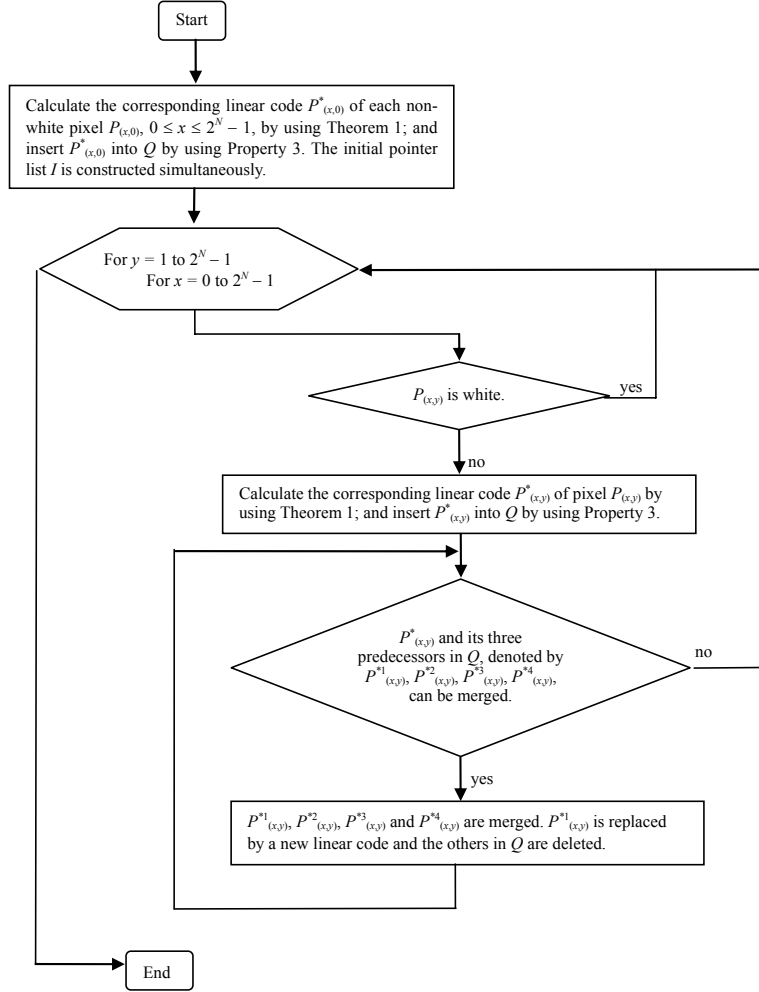 Start
Calculate the corresponding linear code P*(x,0) of each non-
white pixel P(x,0), 0 ≤ x ≤ 2^N − 1, by using Theorem 1; and
insert P*(x,0) into Q by using Property 3. The initial pointer
list I is constructed simultaneously.
For y = 1 to 2^N − 1
For x = 0 to 2^N − 1
P(x,y) is white.
yes
no
Calculate the corresponding linear code P*(x,y) of pixel P(x,y) by
using Theorem 1; and insert P*(x,y) into Q by using Property 3.
P*(x,y) and its three
predecessors in Q, denoted by
P*1(x,y), P*2(x,y), P*3(x,y), P*4(x,y),
can be merged.
no
yes
P*1(x,y), P*2(x,y), P*3(x,y) and P*4(x,y) are merged. P*1(x,y) is replaced
by a new linear code and the others in Q are deleted.
End